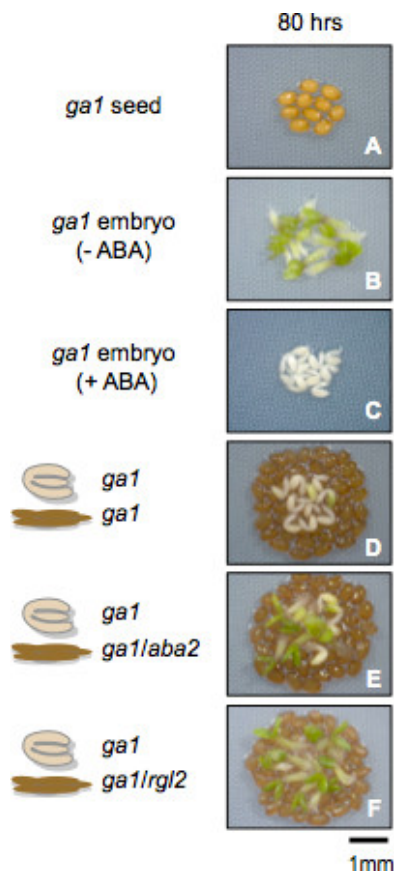 80 hrs
ga1 seed
A
ga1 embryo
(- ABA)
B
ga1 embryo
(+ ABA)
C
ga1
ga1
D
ga1
ga1/aba2
E
ga1
ga1/rgl2
F
1mm